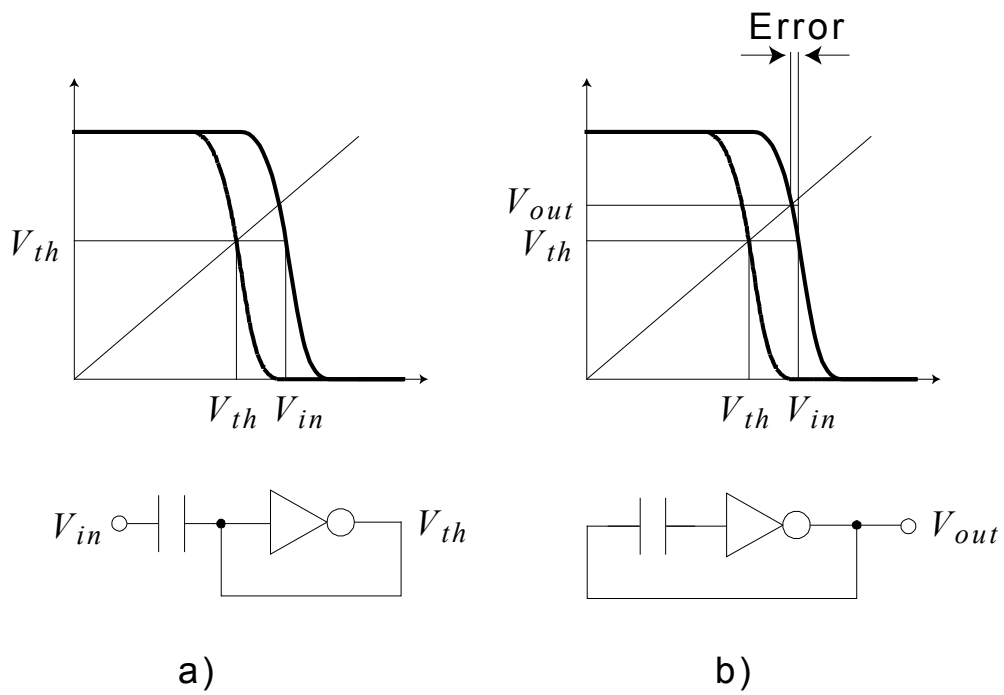 Error
V_th
V_th V_in
V_out
V_th
V_th V_in
V_in V_th
V_out
a)
b)